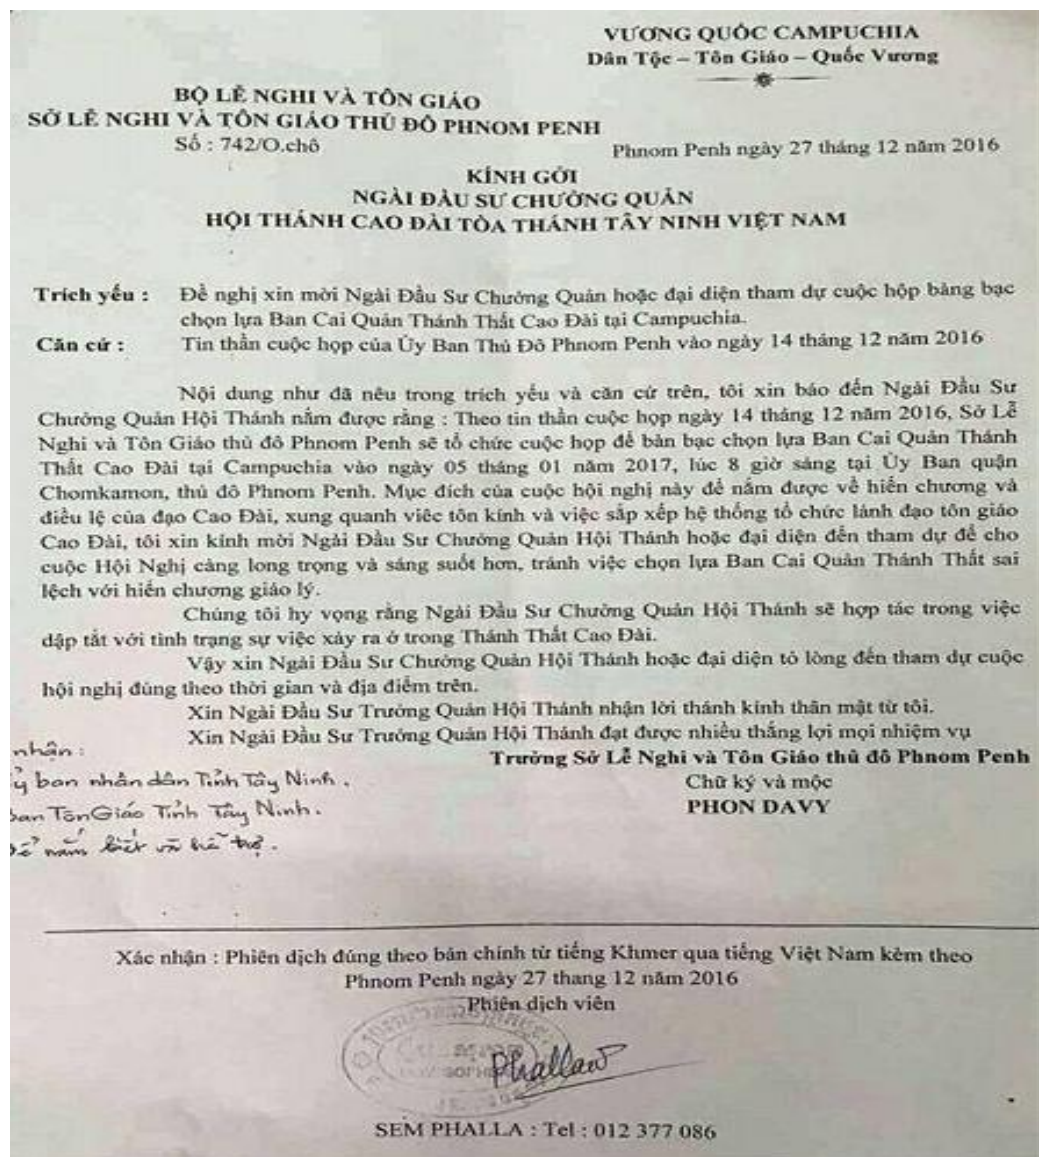 VƯƠNG QUỐC CAMPUCHIA
Dân Tộc – Tôn Giáo – Quốc Vương
BỘ LỄ NGHI VÀ TÔN GIÁO
SỞ LỄ NGHI VÀ TÔN GIÁO THỦ ĐÔ PHNOM PENH
Số : 742/O.chô
Phnom Penh ngày 27 tháng 12 năm 2016
KÍNH GỞI
NGÀI ĐẦU SƯ CHƯỞNG QUẢN
HỘI THÁNH CAO ĐÀI TÒA THÁNH TÂY NINH VIỆT NAM
Trích yếu : Đề nghị xin mời Ngài Đầu Sư Chưởng Quản hoặc đại diện tham dự cuộc hộp bàng bạc
chọn lựa Ban Cai Quản Thánh Thất Cao Đài tại Campuchia.
Căn cứ : Tin thần cuộc họp của Ủy Ban Thủ Đô Phnom Penh vào ngày 14 tháng 12 năm 2016
Nội dung như đã nêu trong trích yếu và căn cứ trên, tôi xin báo đến Ngài Đầu Sư
Chưởng Quản Hội Thánh nắm được rằng : Theo tin thần cuộc họp ngày 14 tháng 12 năm 2016, Sở Lễ
Nghi và Tôn Giáo thủ đô Phnom Penh sẽ tổ chức cuộc họp để bàn bạc chọn lựa Ban Cai Quản Thánh
Thất Cao Đài tại Campuchia vào ngày 05 tháng 01 năm 2017, lúc 8 giờ sáng tại Ủy Ban quận
Chomkamon, thủ đô Phnom Penh. Mục đích của cuộc hội nghị này để nắm được về hiến chương và
điều lệ của đạo Cao Đài, xung quanh viêc tôn kính và việc sắp xếp hệ thống tổ chức lảnh đạo tôn giáo
Cao Đài, tôi xin kính mời Ngài Đầu Sư Chưởng Quản Hội Thánh hoặc đại diện đến tham dự để cho
cuộc Hội Nghị càng long trọng và sáng suốt hơn, tránh việc chọn lựa Ban Cai Quản Thánh Thất sai
lệch với hiến chương giáo lý.
Chúng tôi hy vọng rằng Ngài Đầu Sư Chưởng Quản Hội Thánh sẽ hợp tác trong việc
dập tắt với tình trạng sự việc xảy ra ở trong Thánh Thất Cao Đài.
Vậy xin Ngài Đầu Sư Chưởng Quản Hội Thánh hoặc đại diện tỏ lòng đến tham dự cuộc
hội nghị đúng theo thời gian và địa điểm trên.
Xin Ngài Đầu Sư Trưởng Quản Hội Thánh nhận lời thánh kính thân mật từ tôi.
Xin Ngài Đầu Sư Trưởng Quản Hội Thánh đạt được nhiều thắng lợi mọi nhiệm vụ
nhận :
Trưởng Sở Lễ Nghi và Tôn Giáo thủ đô Phnom Penh
ban nhân dân Tỉnh Tây Ninh.
Chữ ký và mộc
ban Tôn Giáo Tỉnh Tây Ninh.
PHON DAVY
nắm biết và hỗ trợ.
Xác nhận : Phiên dịch đúng theo bản chính từ tiếng Khmer qua tiếng Việt Nam kèm theo
Phnom Penh ngày 27 thang 12 năm 2016
Phiên dịch viên
Phallaw
SEM PHALLA : Tel : 012 377 086